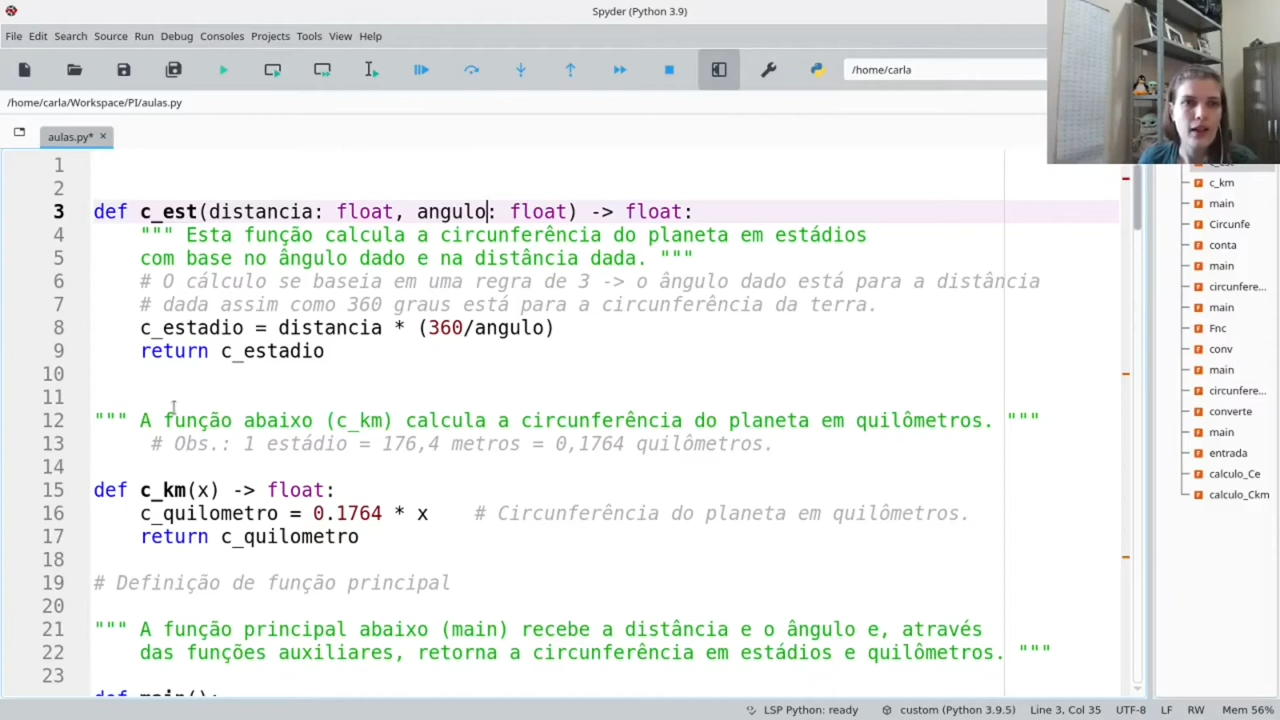 Spyder (Python 3.9)
File Edit Search Source Run Debug Consoles Projects Tools View Help
/home/carla
/home/carla/Workspace/PI/aulas.py
aulas.py*
1
2
3 def c_est(distancia: float, angulo: float) -> float:
4 """ Esta função calcula a circunferência do planeta em estádios
5 com base no ângulo dado e na distância dada. """
6 # O cálculo se baseia em uma regra de 3 -> o ângulo dado está para a distância
7 # dada assim como 360 graus está para a circunferência da terra.
8 c_estadio = distancia * (360/angulo)
9 return c_estadio
10
11
12 """ A função abaixo (c_km) calcula a circunferência do planeta em quilômetros. """
13 # Obs.: 1 estádio = 176,4 metros = 0,1764 quilômetros.
14
15 def c_km(x) -> float:
16 c_quilometro = 0.1764 * x # Circunferência do planeta em quilômetros.
17 return c_quilometro
18
19 # Definição de função principal
20
21 """ A função principal abaixo (main) recebe a distância e o ângulo e, através
22 das funções auxiliares, retorna a circunferência em estádios e quilômetros. """
23
def main():
c_km
main
Circunfe
conta
main
circunfere...
main
Fnc
conv
main
circunfere...
converte
main
entrada
calculo_Ce
calculo_Ckm
LSP Python: ready custom (Python 3.9.5) Line 3, Col 35 UTF-8 LF RW Mem 56%